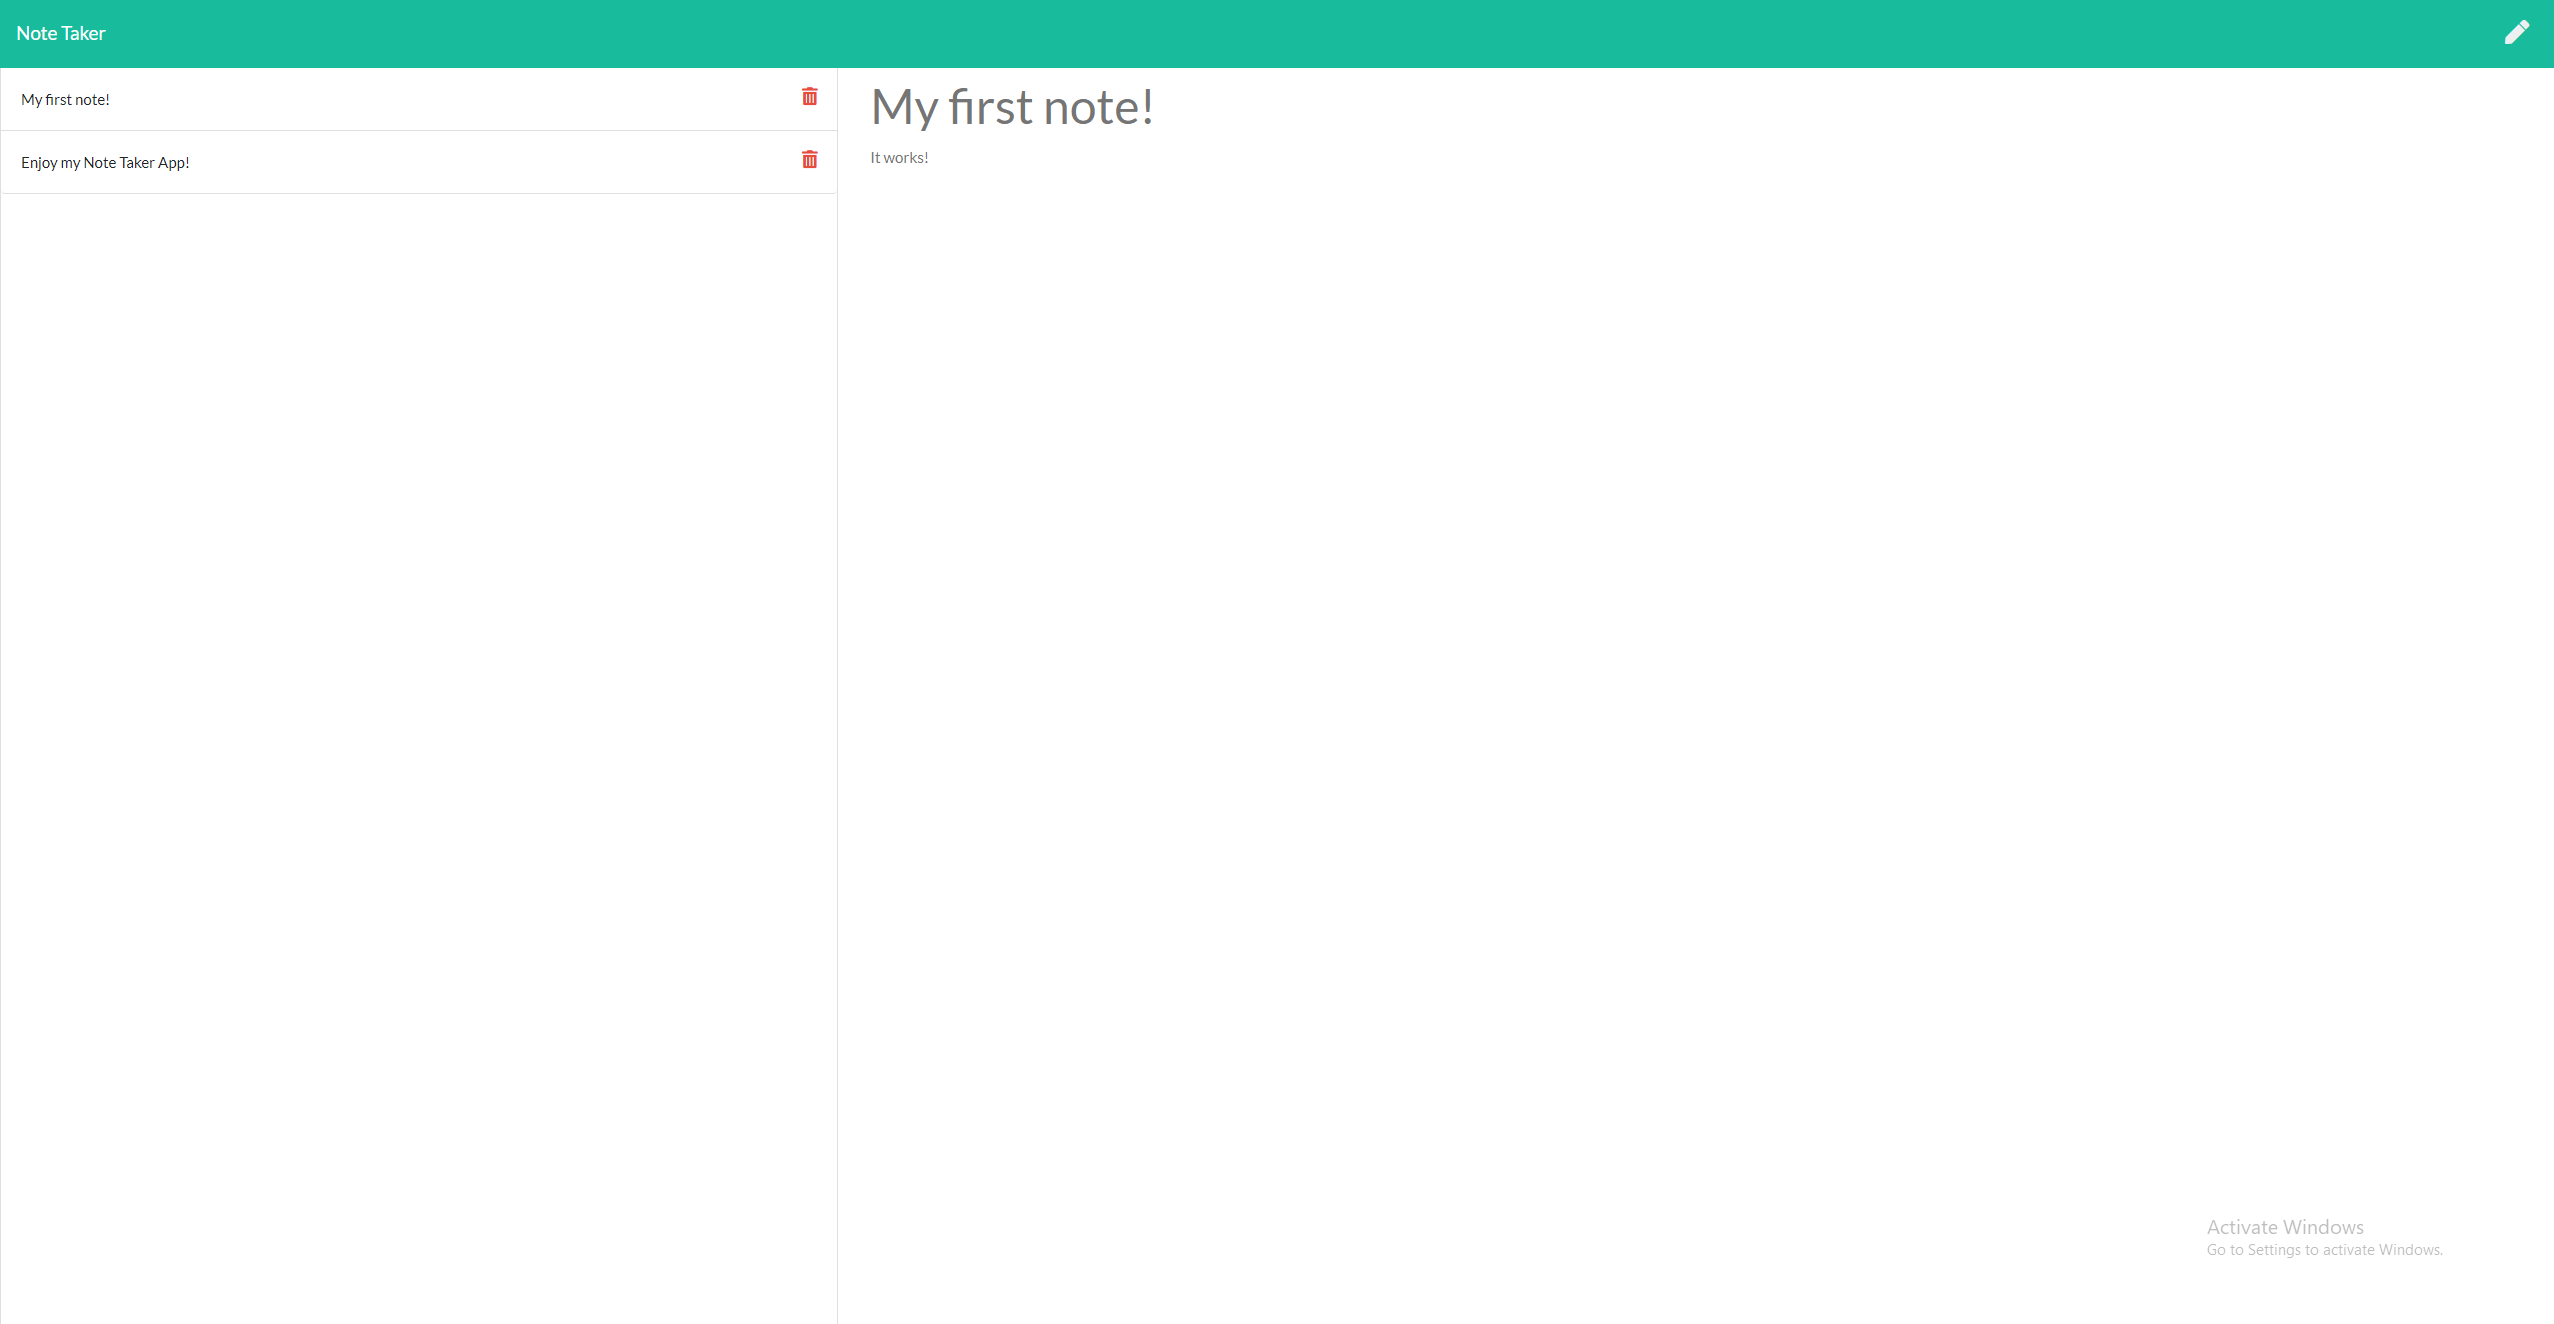 Note Taker
My first note!
Enjoy my Note Taker App!
My first note!
It works!
Activate Windows
Go to Settings to activate Windows.